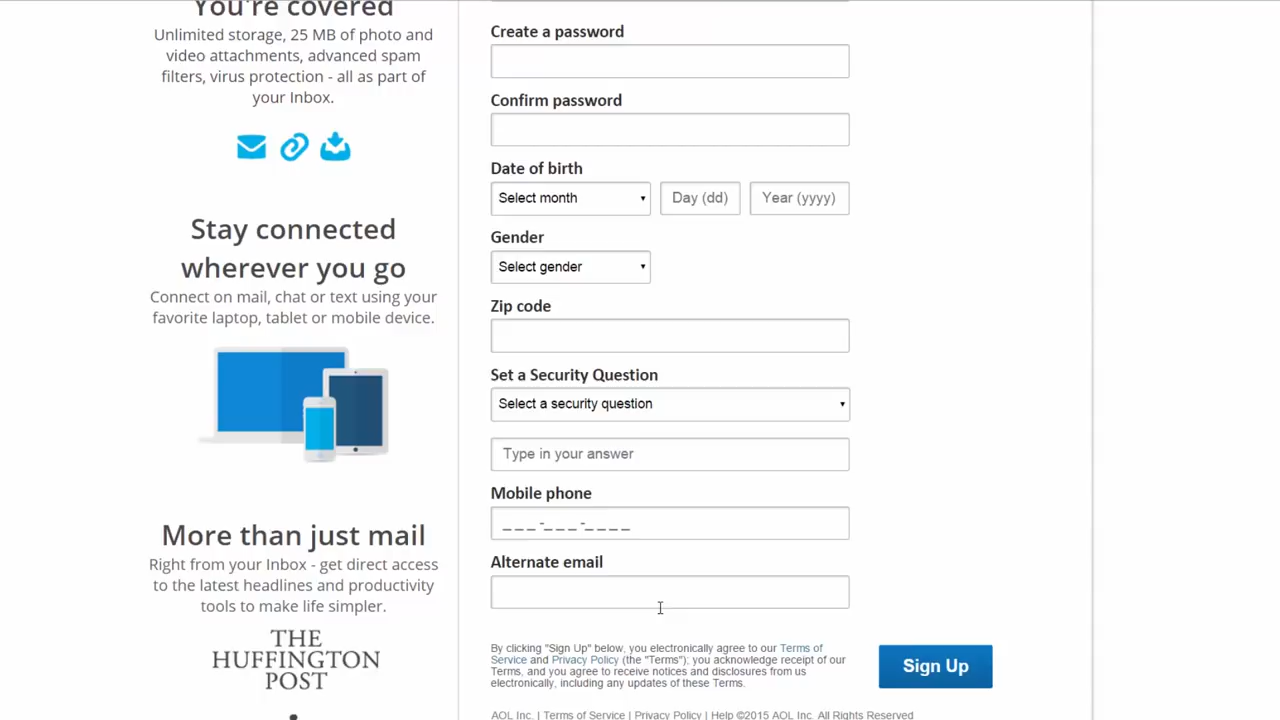 You're covered
Unlimited storage, 25 MB of photo and
video attachments, advanced spam
filters, virus protection - all as part of
your Inbox.
Stay connected
wherever you go
Connect on mail, chat or text using your
favorite laptop, tablet or mobile device.
More than just mail
Right from your Inbox - get direct access
to the latest headlines and productivity
tools to make life simpler.
THE
HUFFINGTON
POST
Create a password
Confirm password
Date of birth
Select month Day (dd) Year (yyyy)
Gender
Select gender
Zip code
Set a Security Question
Select a security question
Type in your answer
Mobile phone
_ _ _ -_ _ _ -_ _ _ _
Alternate email
By clicking "Sign Up" below, you electronically agree to our Terms of
Service and Privacy Policy (the "Terms"); you acknowledge receipt of our
Terms, and you agree to receive notices and disclosures from us
electronically, including any updates of these Terms.
Sign Up
AOL Inc. | Terms of Service | Privacy Policy | Help ©2015 AOL Inc. All Rights Reserved